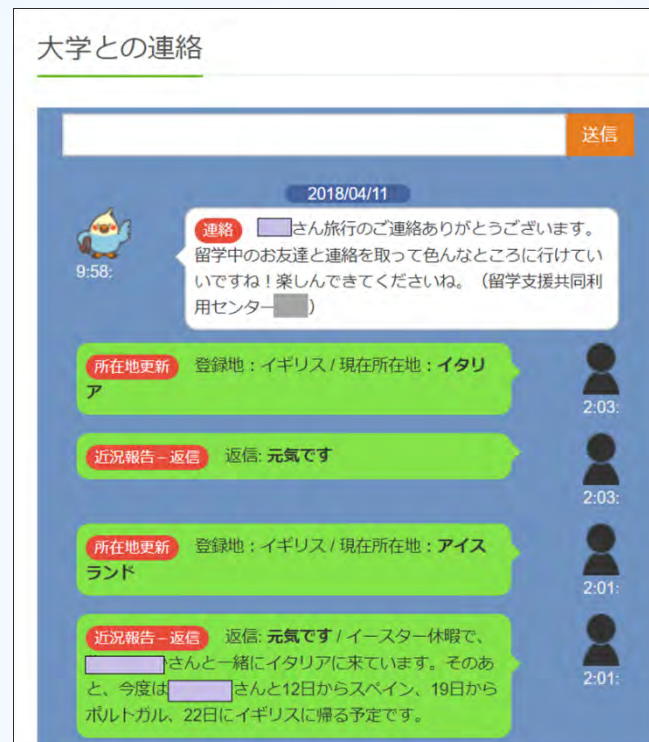 大学との連絡
送信
2018/04/11
連絡 さん旅行のご連絡ありがとうございます。
留学中のお友達と連絡を取って色んなところに行けてい
いですね！楽しんできてくださいね。（留学支援共同利
用センター ）
9:58:
所在地更新 登録地：イギリス / 現在所在地：イタリ
ア
2:03:
近況報告 – 返信 返信: 元気です
2:03:
所在地更新 登録地：イギリス / 現在所在地：アイス
ランド
2:01:
近況報告 – 返信 返信: 元気です / イースター休暇で、
さんと一緒にイタリアに来ています。そのあ
と、今度は さんと12日からスペイン、19日から
ポルトガル、22日にイギリスに帰る予定です。
2:01: